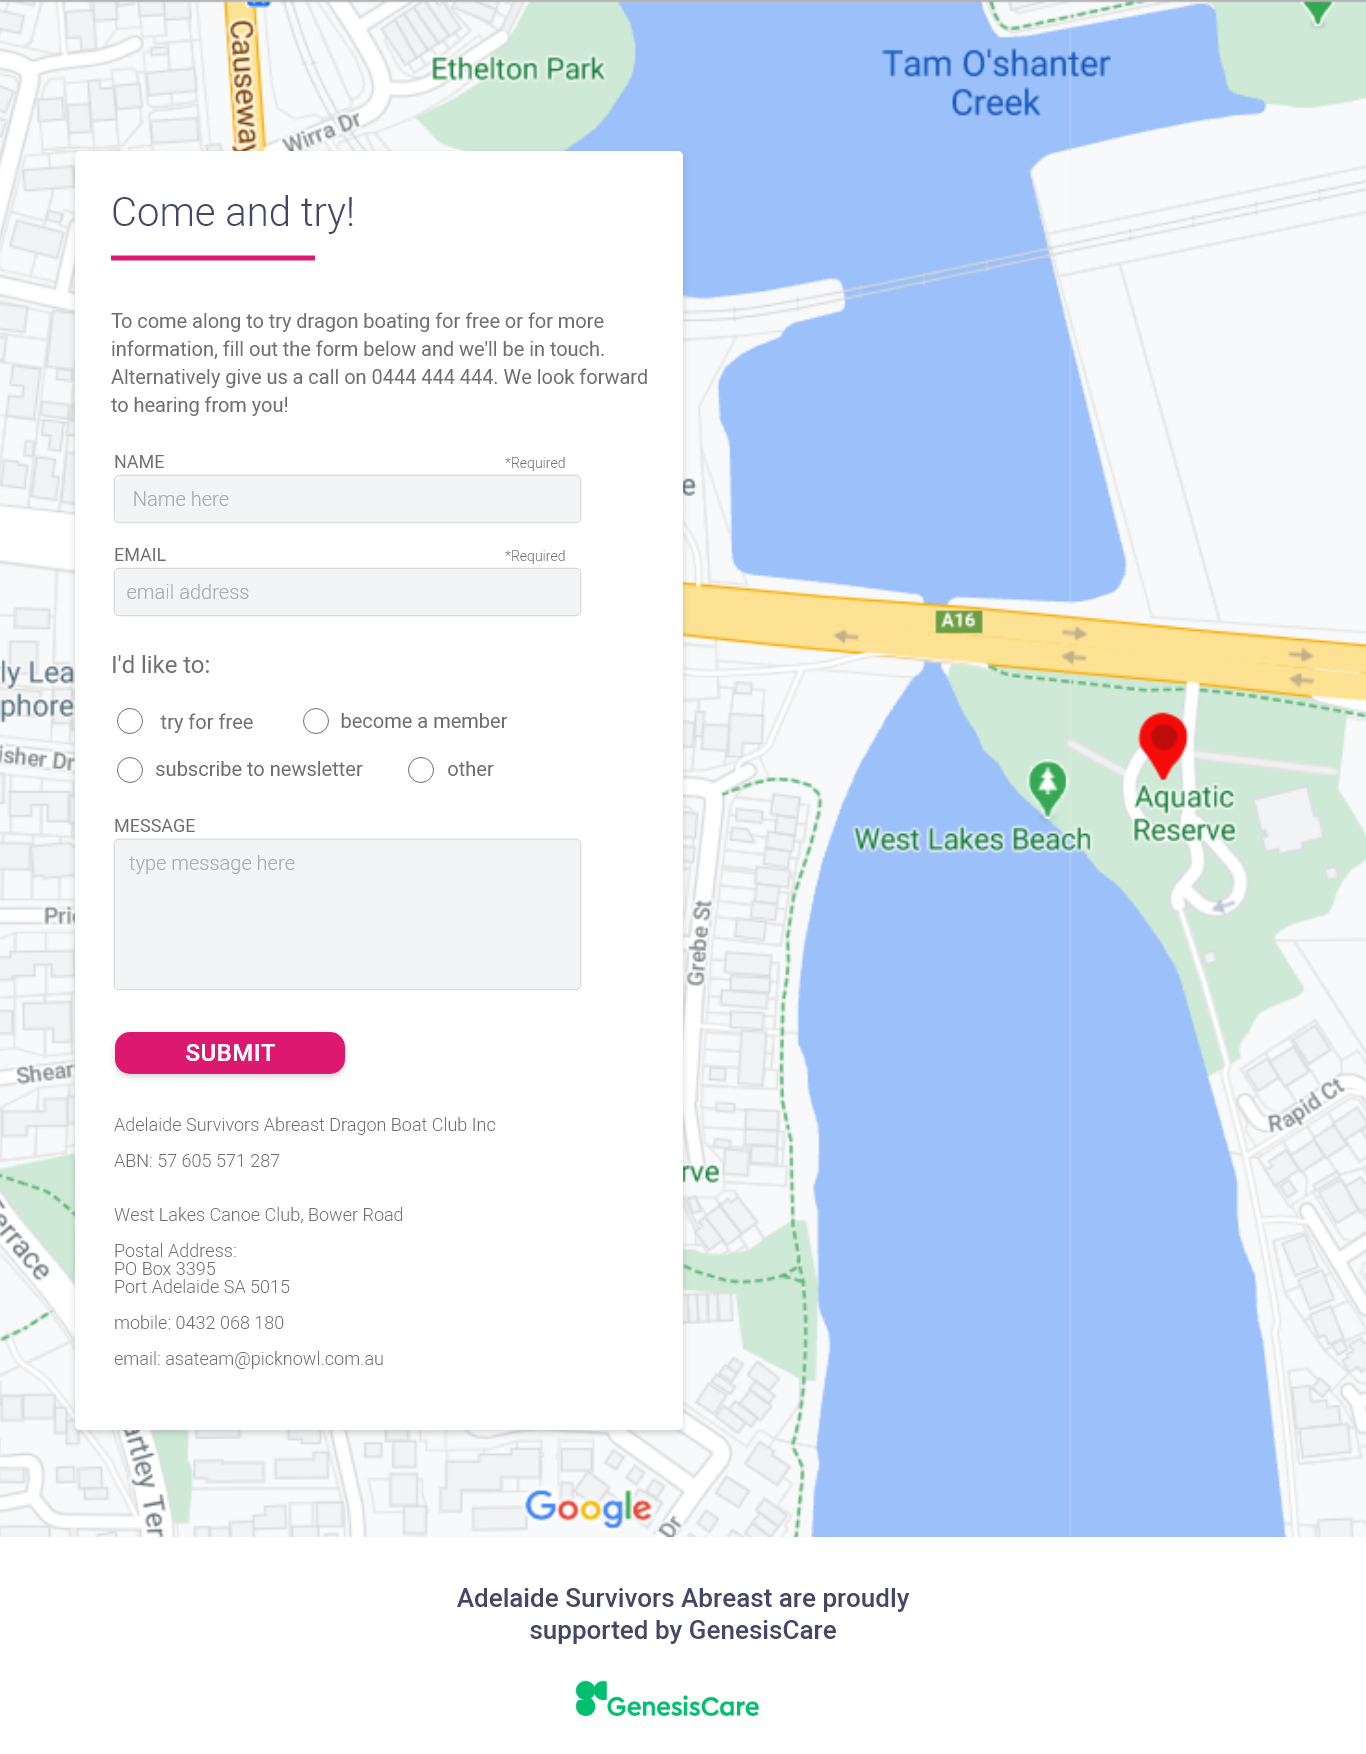 Causeway
Ethelton Park
Tam O'shanter
Creek
Wirra Dr
Come and try!
To come along to try dragon boating for free or for more
information, fill out the form below and we'll be in touch.
Alternatively give us a call on 0444 444 444. We look forward
to hearing from you!
NAME
*Required
Name here
EMAIL
*Required
email address
I'd like to:
try for free
become a member
subscribe to newsletter
other
MESSAGE
type message here
SUBMIT
Adelaide Survivors Abreast Dragon Boat Club Inc
ABN: 57 605 571 287
West Lakes Canoe Club, Bower Road
Postal Address:
PO Box 3395
Port Adelaide SA 5015
mobile: 0432 068 180
email: asateam@picknowl.com.au
e
A16
ly Lea
phore
isher Dr
Aquatic
Reserve
West Lakes Beach
Pri
Grebe St
Shear
Rapid Ct
rve
errace
artley Ter
Google
Dr
Adelaide Survivors Abreast are proudly
supported by GenesisCare
GenesisCare